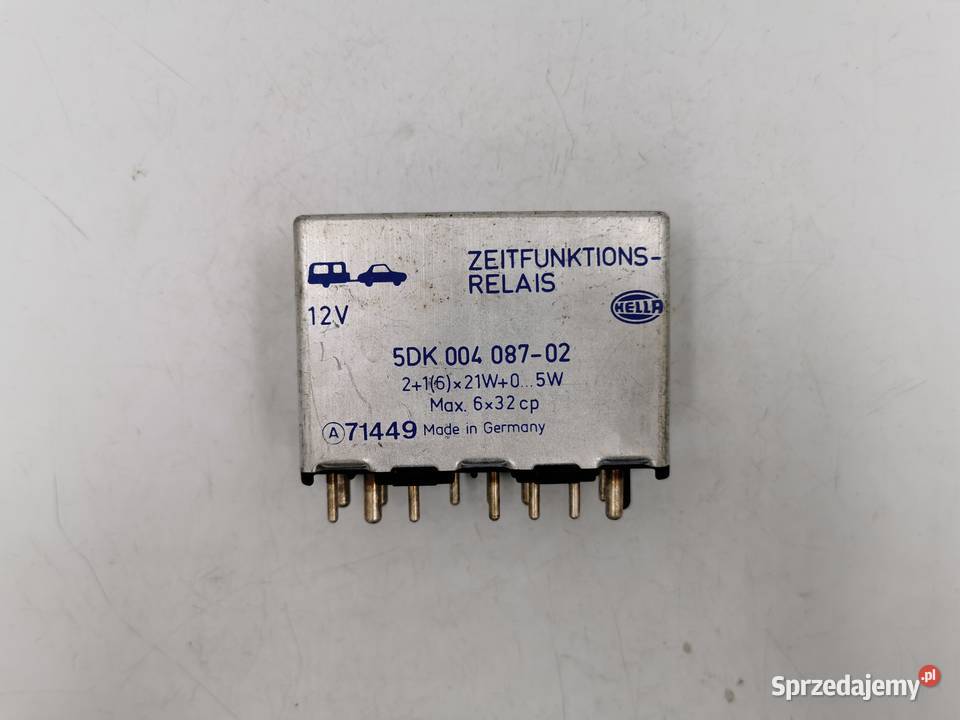 ZEITFUNKTIONS-
RELAIS
HELLA
12V
5DK 004 087-02
2+1(6)×21W+0...5W
Max. 6×32 cp
A 71449 Made in Germany
Sprzedajemy.pl